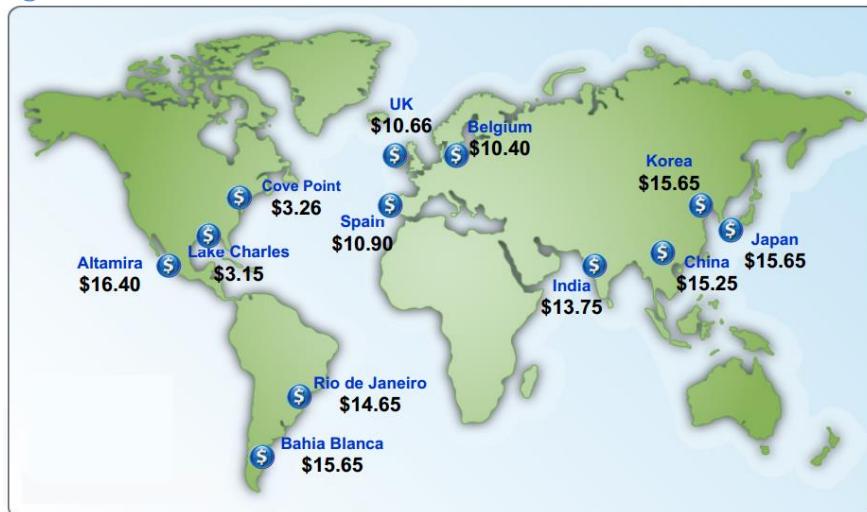 UK
$10.66
Belgium
$10.40
Korea
$15.65
Cove Point
$3.26
Spain
$10.90
Japan
$15.65
Lake Charles
$3.15
Altamira
$16.40
China
$15.25
India
$13.75
Rio de Janeiro
$14.65
Bahia Blanca
$15.65